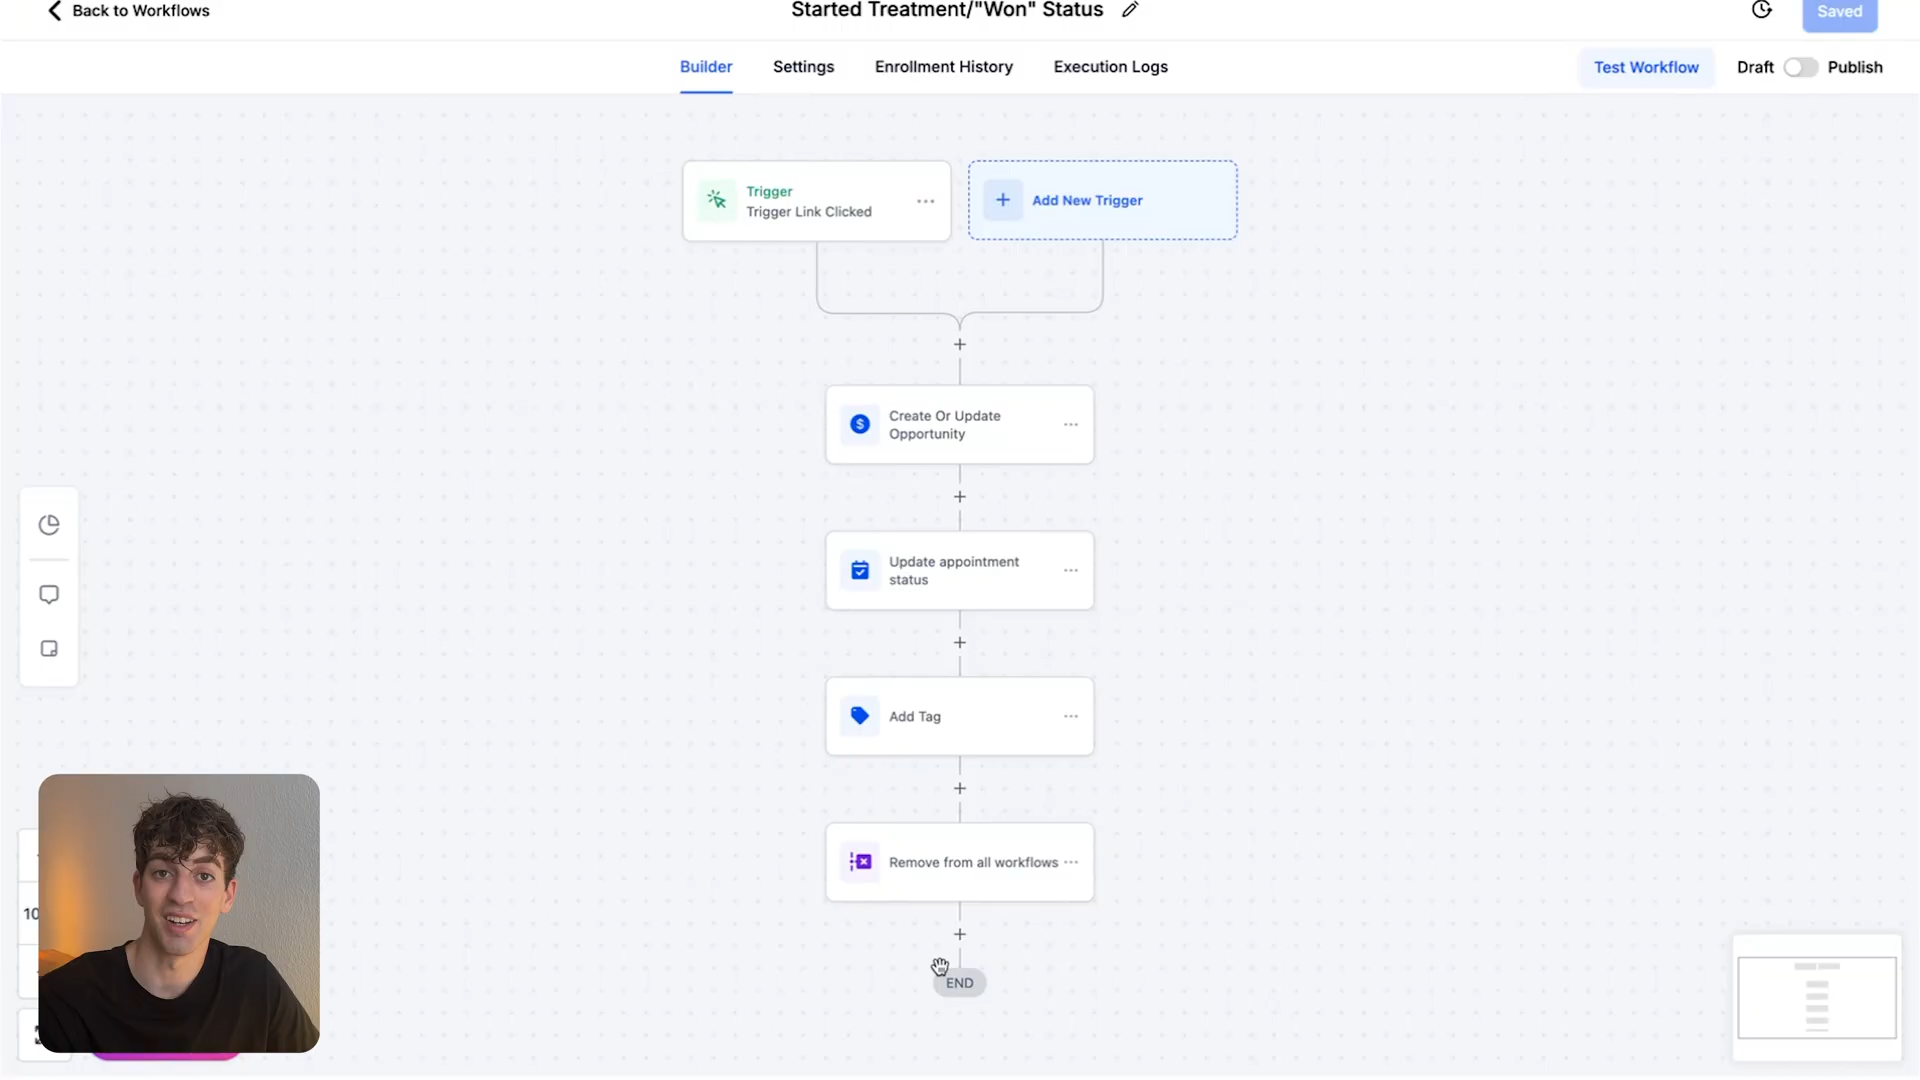 Back to Workflows
Started Treatment/"Won" Status
Saved
Builder
Settings
Enrollment History
Execution Logs
Test Workflow
Draft
Publish
Trigger
Trigger Link Clicked
Add New Trigger
Create Or Update
Opportunity
Update appointment
status
Add Tag
Remove from all workflows
10
END